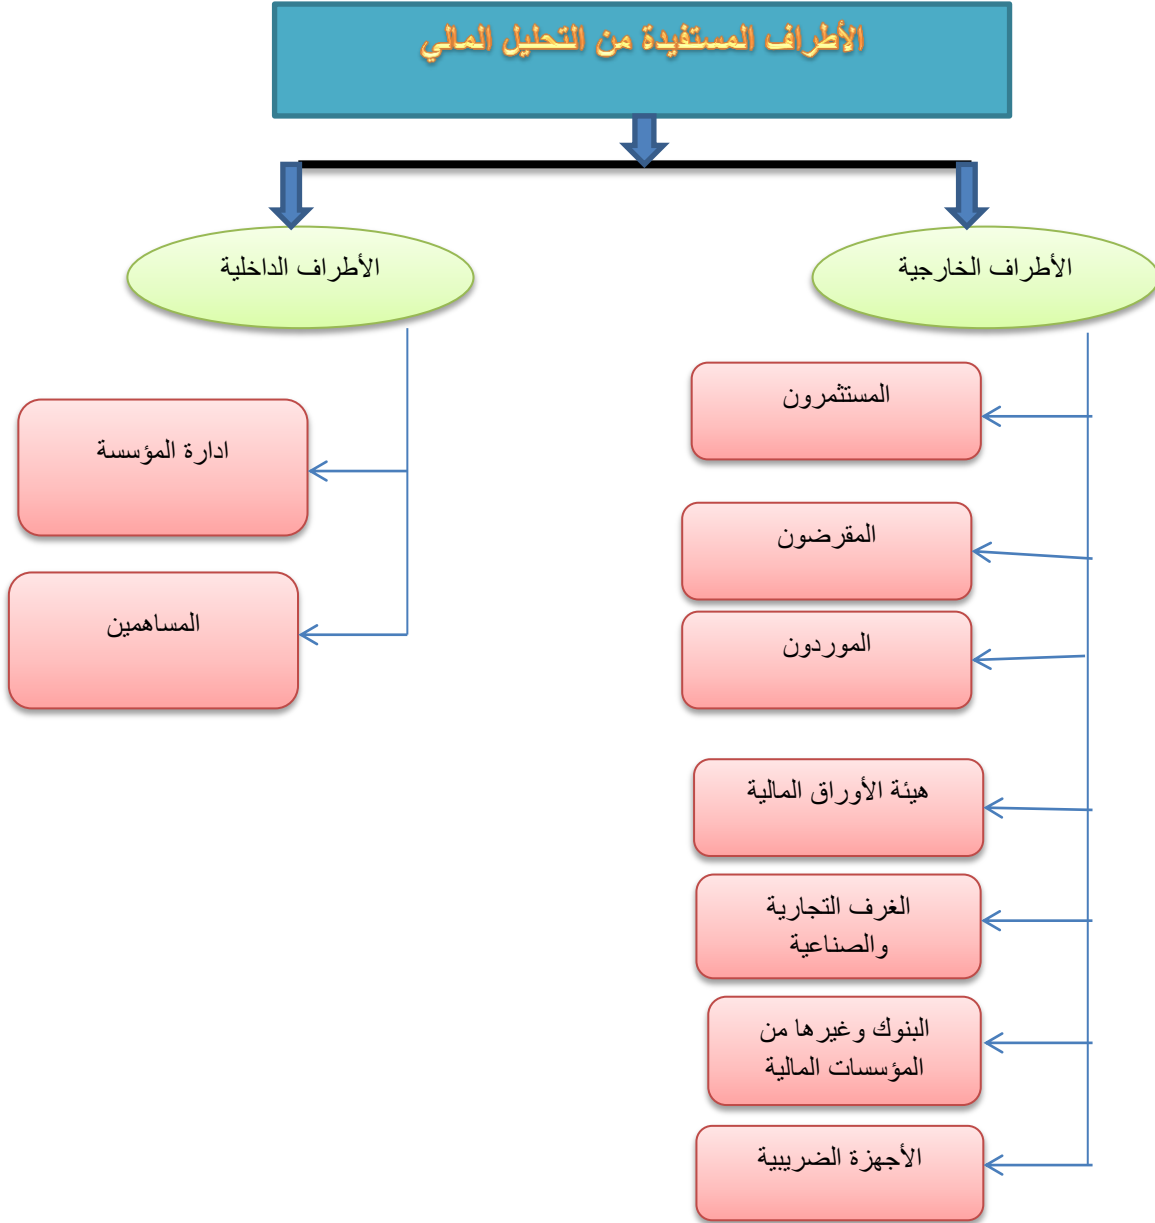 الأطراف المستفيدة من التحليل المالي
الأطراف الخارجية
المستثمرون
المقرضون
الموردون
هيئة الأوراق المالية
الغرف التجارية
والصناعية
البنوك وغيرها من
المؤسسات المالية
الأجهزة الضريبية
الأطراف الداخلية
ادارة المؤسسة
المساهمين